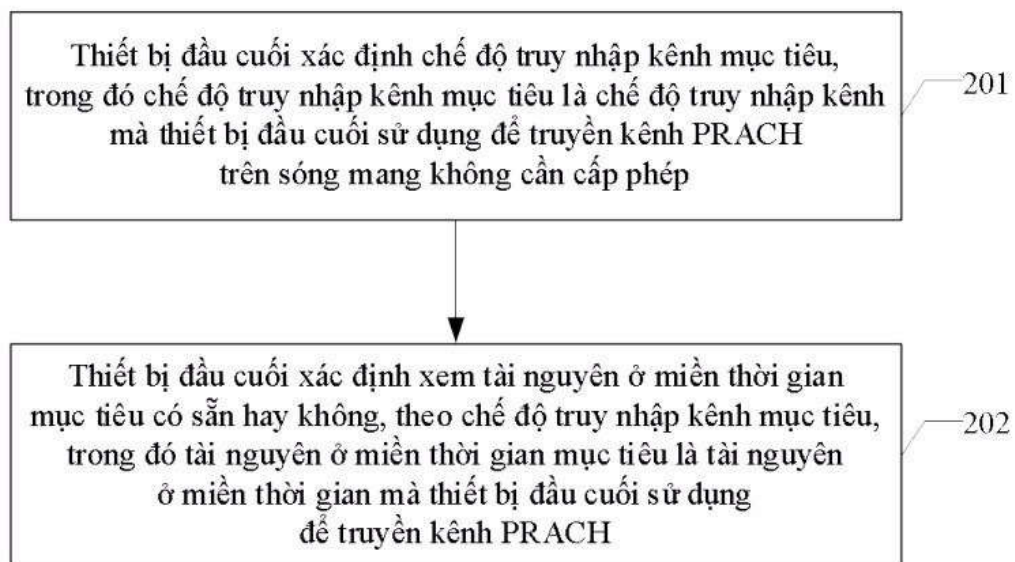 Thiết bị đầu cuối xác định chế độ truy nhập kênh mục tiêu,
trong đó chế độ truy nhập kênh mục tiêu là chế độ truy nhập kênh
mà thiết bị đầu cuối sử dụng để truyền kênh PRACH
trên sóng mang không cần cấp phép
201
Thiết bị đầu cuối xác định xem tài nguyên ở miền thời gian
mục tiêu có sẵn hay không, theo chế độ truy nhập kênh mục tiêu,
trong đó tài nguyên ở miền thời gian mục tiêu là tài nguyên
ở miền thời gian mà thiết bị đầu cuối sử dụng
để truyền kênh PRACH
202